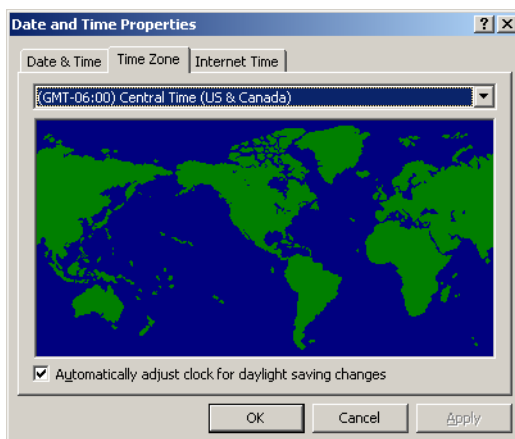 Date and Time Properties
Date & Time Time Zone Internet Time
(GMT-06:00) Central Time (US & Canada)
Automatically adjust clock for daylight saving changes
OK Cancel Apply